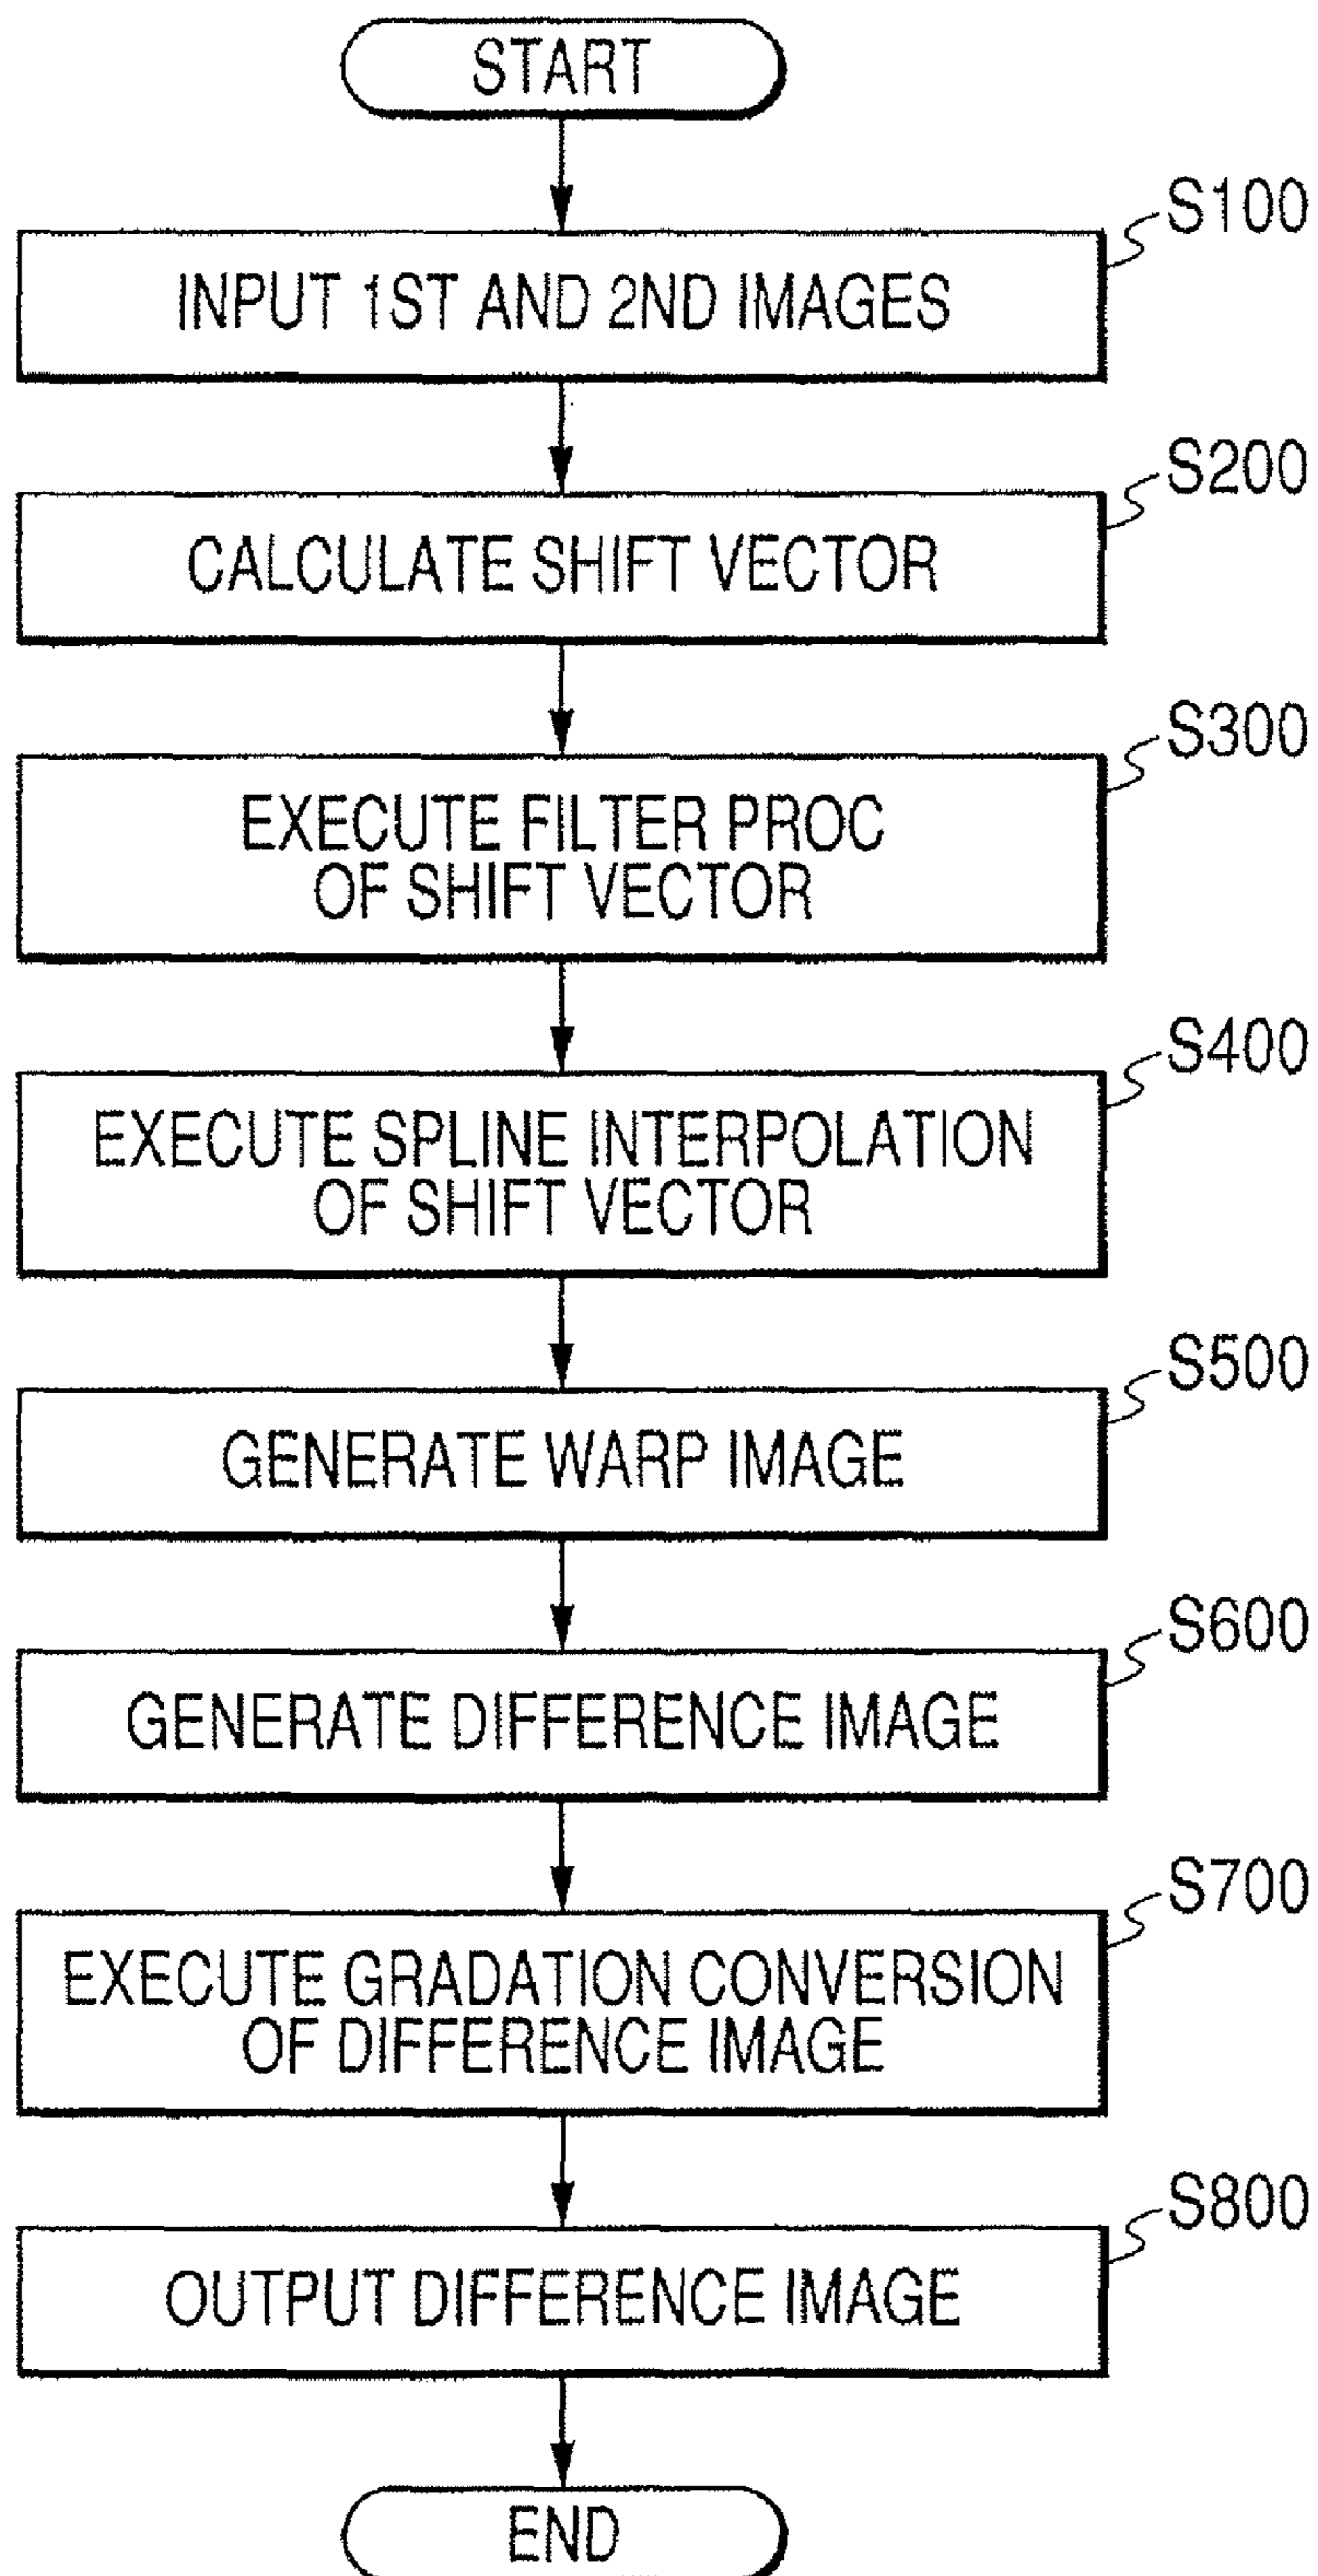 START
S100
INPUT 1ST AND 2ND IMAGES
S200
CALCULATE SHIFT VECTOR
S300
EXECUTE FILTER PROC
OF SHIFT VECTOR
S400
EXECUTE SPLINE INTERPOLATION
OF SHIFT VECTOR
S500
GENERATE WARP IMAGE
S600
GENERATE DIFFERENCE IMAGE
S700
EXECUTE GRADATION CONVERSION
OF DIFFERENCE IMAGE
S800
OUTPUT DIFFERENCE IMAGE
END